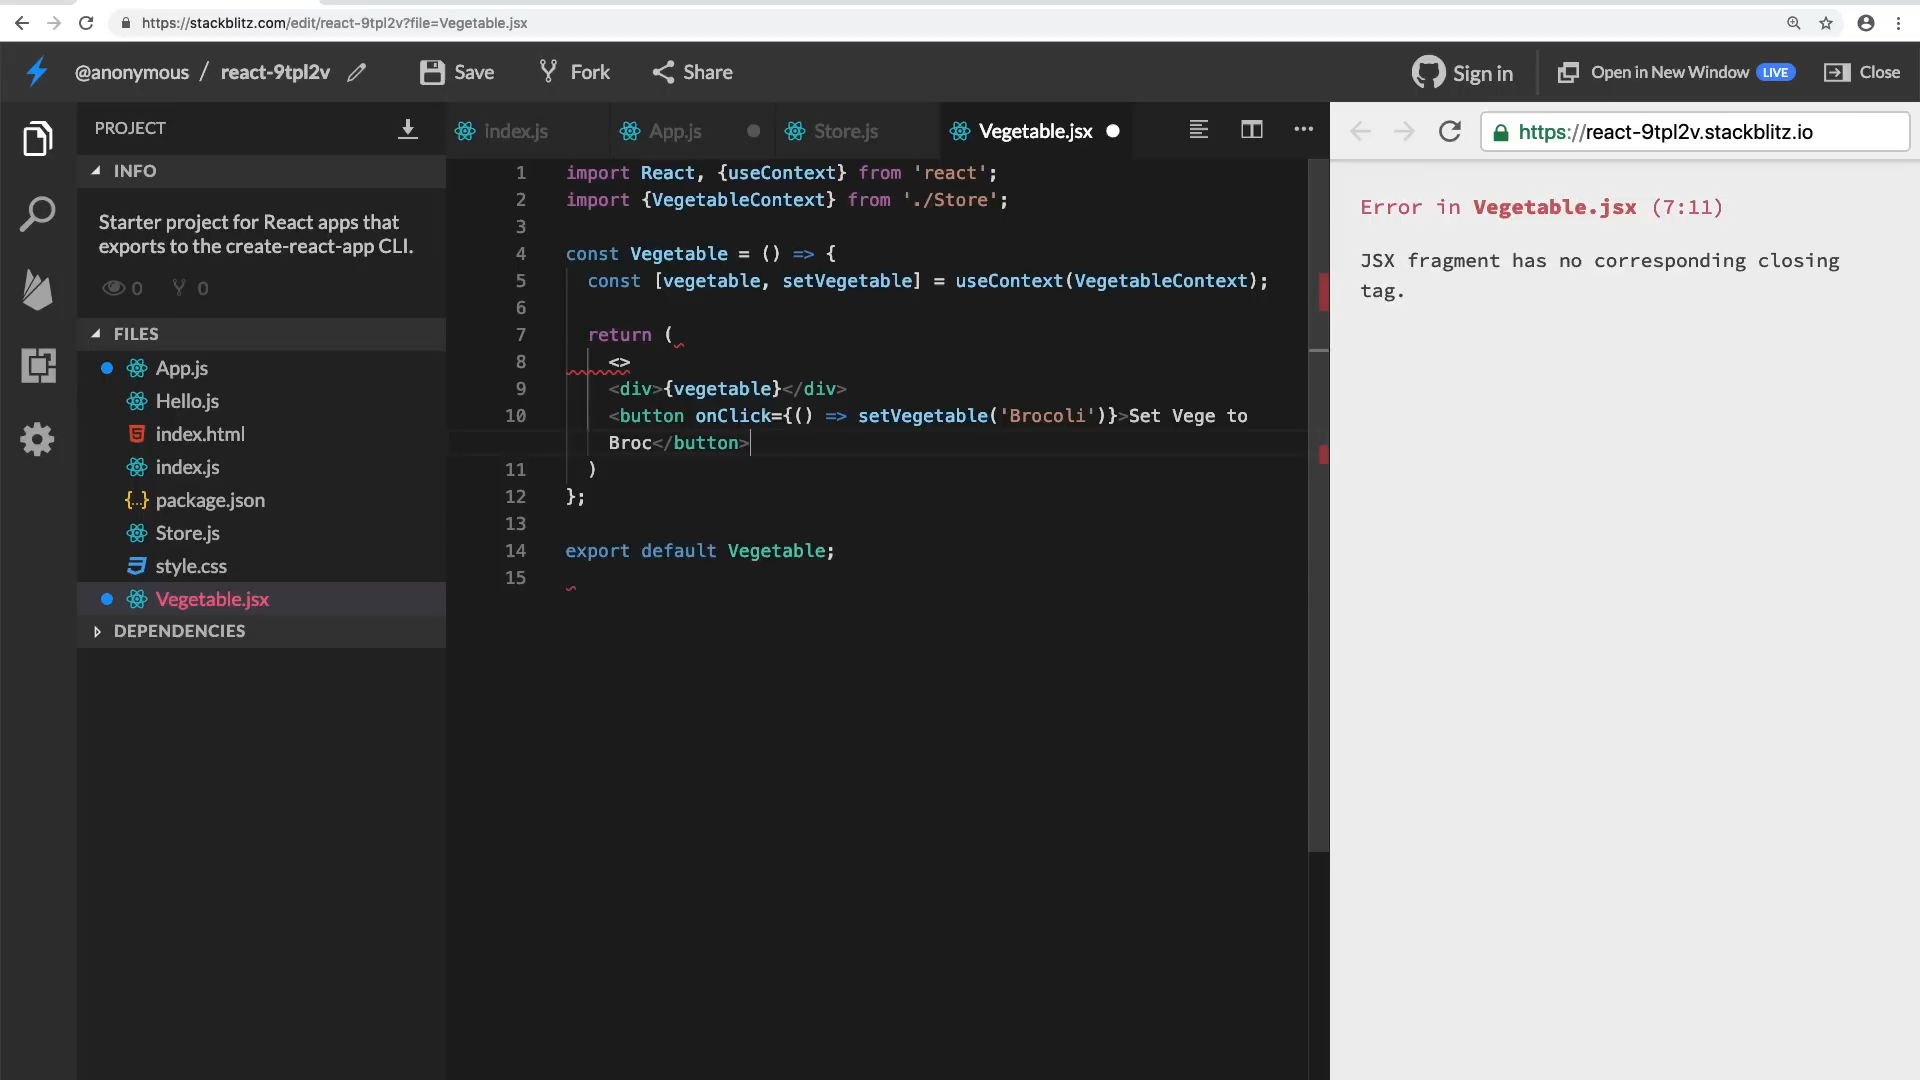 https://stackblitz.com/edit/react-9tpl2v?file=Vegetable.jsx
@anonymous / react-9tpl2v
Save
Fork
Share
Sign in
Open in New Window LIVE
Close
PROJECT
INFO
Starter project for React apps that
exports to the create-react-app CLI.
0
0
FILES
App.js
Hello.js
index.html
index.js
package.json
Store.js
style.css
Vegetable.jsx
DEPENDENCIES
index.js
App.js
Store.js
Vegetable.jsx
1 import React, {useContext} from 'react';
2 import {VegetableContext} from './Store';
3
4 const Vegetable = () => {
5 const [vegetable, setVegetable] = useContext(VegetableContext);
6
7 return (
8 <>
9 <div>{vegetable}</div>
10 <button onClick={() => setVegetable('Brocoli')}>Set Vege to
Broc</button>
11 )
12 };
13
14 export default Vegetable;
15
https://react-9tpl2v.stackblitz.io
Error in Vegetable.jsx (7:11)
JSX fragment has no corresponding closing
tag.